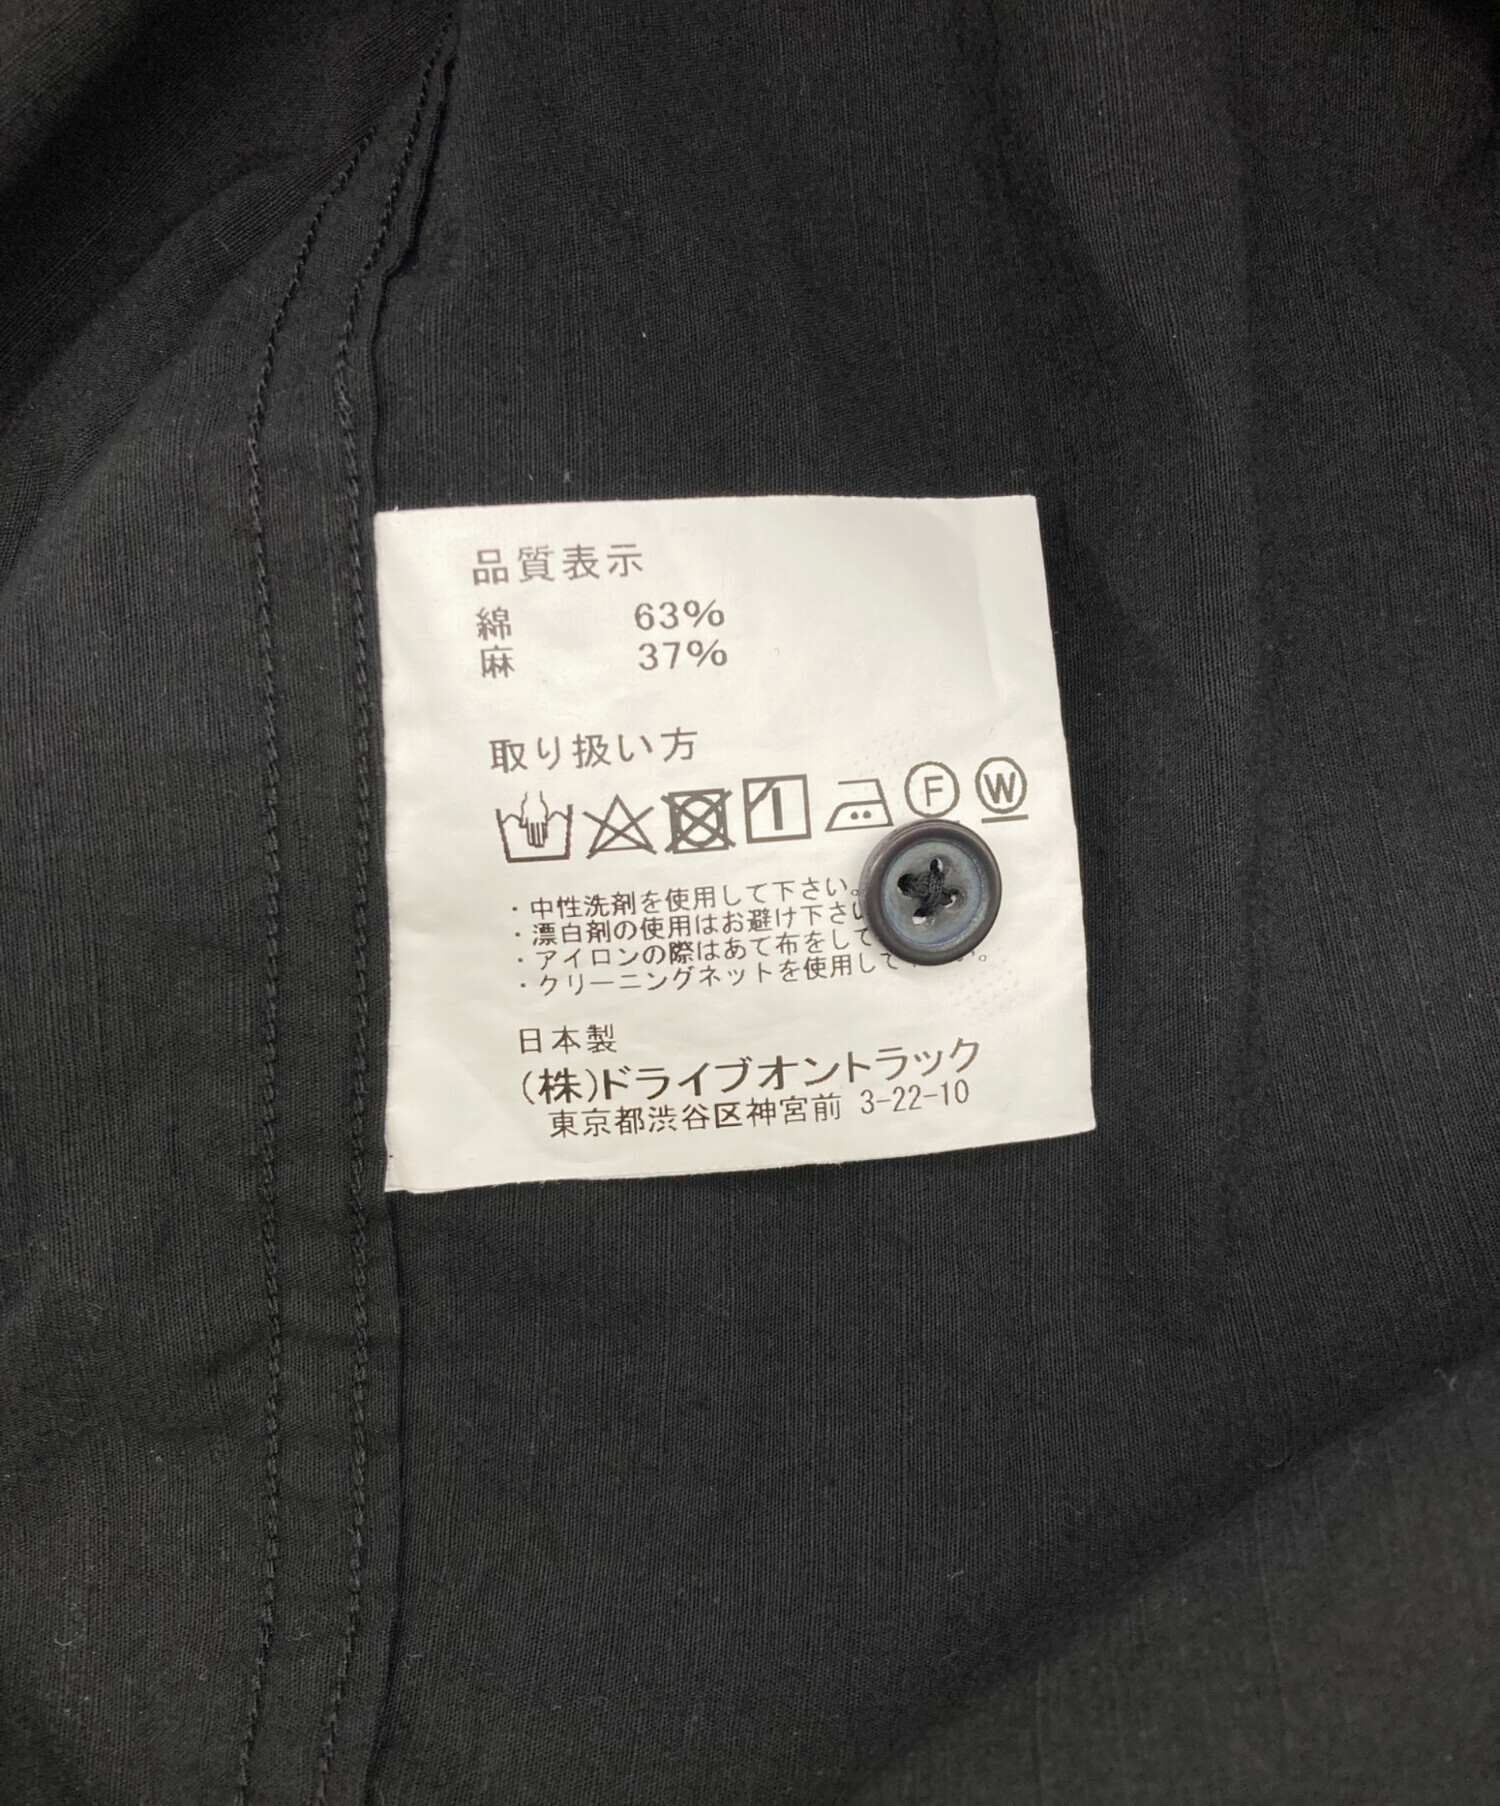 品質表示
綿 63%
麻 37%
取り扱い方
F W
・中性洗剤を使用して下さい。
・漂白剤の使用はお避け下さい
・アイロンの際はあて布をして
・クリーニングネットを使用して
日本製
(株)ドライブオントラック
東京都渋谷区神宮前 3-22-10